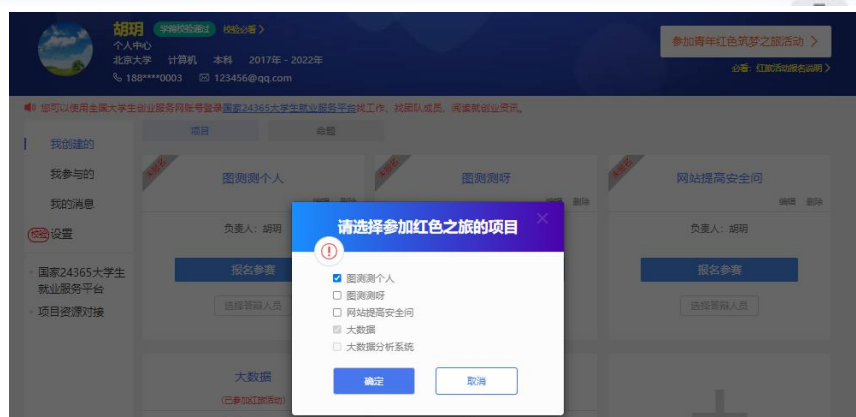 胡玥 学籍校验通过 校验必看 >
个人中心
北京大学 计算机 本科 2017年 - 2022年
188****0003 123456@qq.com
参加青年红色筑梦之旅活动 >
必看：红旅活动报名说明 >
您可以使用全国大学生创业服务网账号登录国家24365大学生就业服务平台找工作、找团队成员、阅读就创业资讯。
我创建的
我参与的
我的消息
校验 设置
国家24365大学生
就业服务平台
项目资源对接
项目 命题
图测测个人
编辑 删除
负责人：胡玥
报名参赛
选择答辩人员
图测测呀
删除
网站提高安全问
编辑 删除
负责人：胡玥
报名参赛
选择答辩人员
大数据
(已参加红旅活动)
请选择参加红色之旅的项目
图测测个人
图测测呀
网站提高安全问
大数据
大数据分析系统
确定 取消